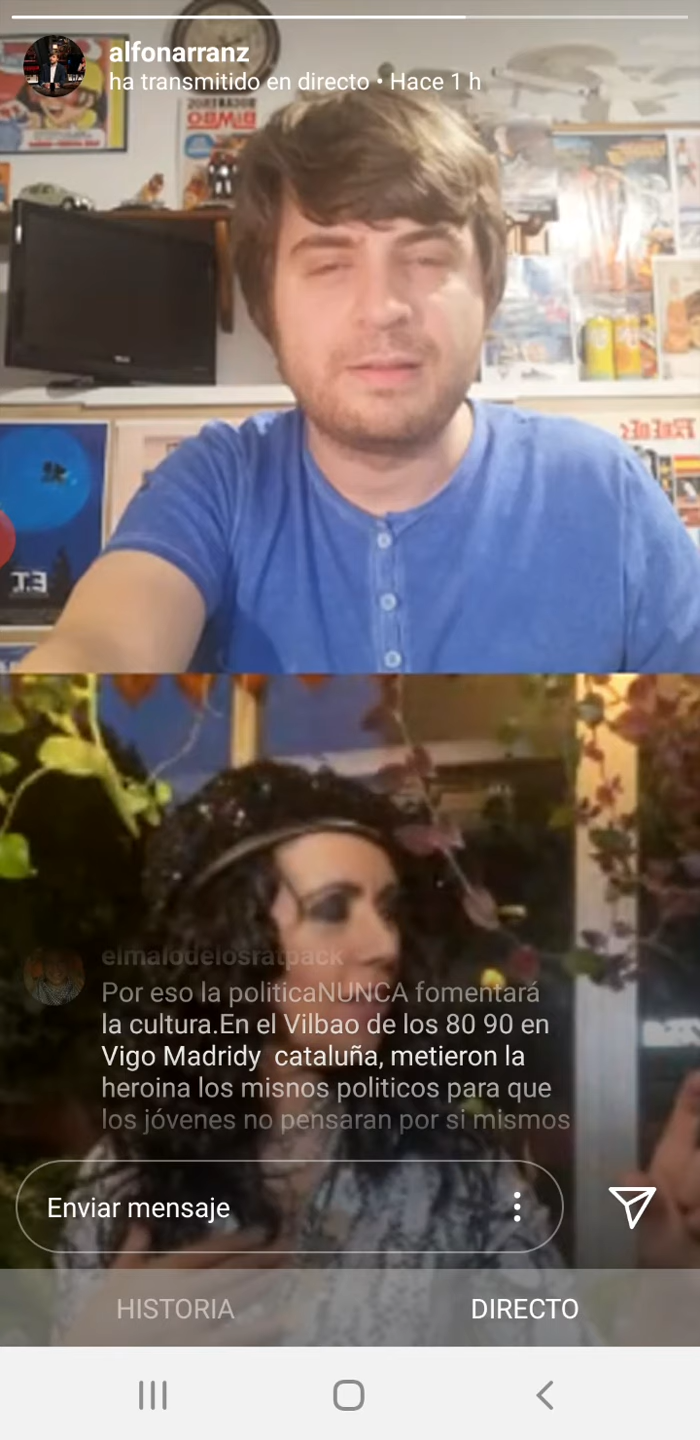 alfonarranz
ha transmitido en directo • Hace 1 h
BOCADITOS
BIMBO
E.T.
elmalodelosratpack
Por eso la politicaNUNCA fomentará
la cultura.En el Vilbao de los 80 90 en
Vigo Madridy cataluña, metieron la
heroina los misnos politicos para que
los jóvenes no pensaran por si mismos
Enviar mensaje
HISTORIA
DIRECTO